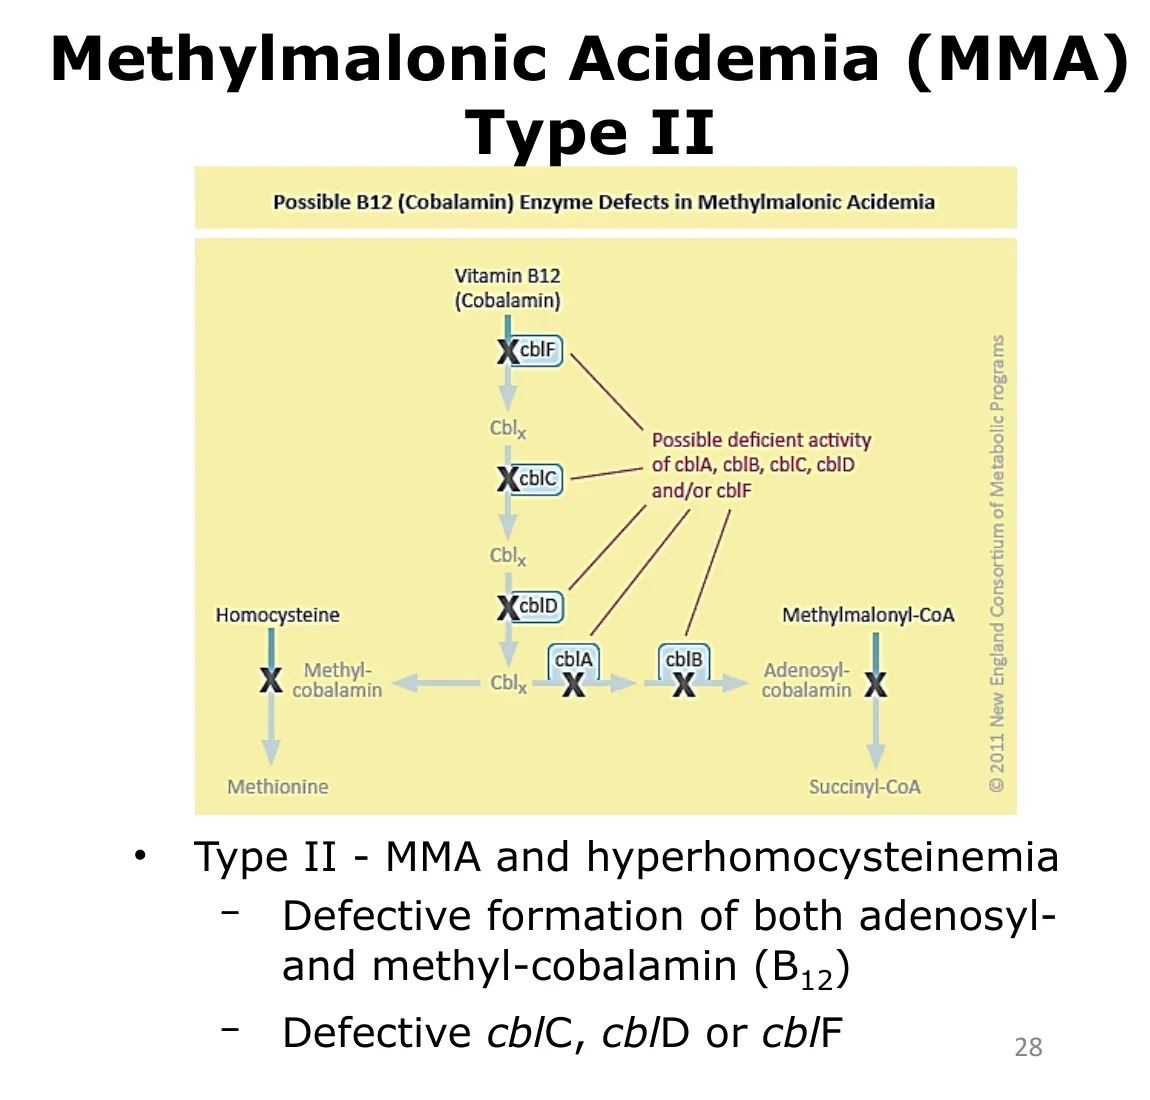 Methylmalonic Acidemia (MMA)
Type II
Possible B12 (Cobalamin) Enzyme Defects in Methylmalonic Acidemia
Vitamin B12
(Cobalamin)
X cblF
Cblx
X cblC
Cblx
X cblD
Possible deficient activity
of cblA, cblB, cblC, cblD
and/or cblF
Homocysteine
X
Methyl-
cobalamin
Cblx
cblA
X
cblB
X
Methylmalonyl-CoA
Adenosyl-
cobalamin
X
Methionine
Succinyl-CoA
© 2011 New England Consortium of Metabolic Programs
• Type II - MMA and hyperhomocysteinemia
– Defective formation of both adenosyl-
and methyl-cobalamin (B12)
– Defective cblC, cblD or cblF
28